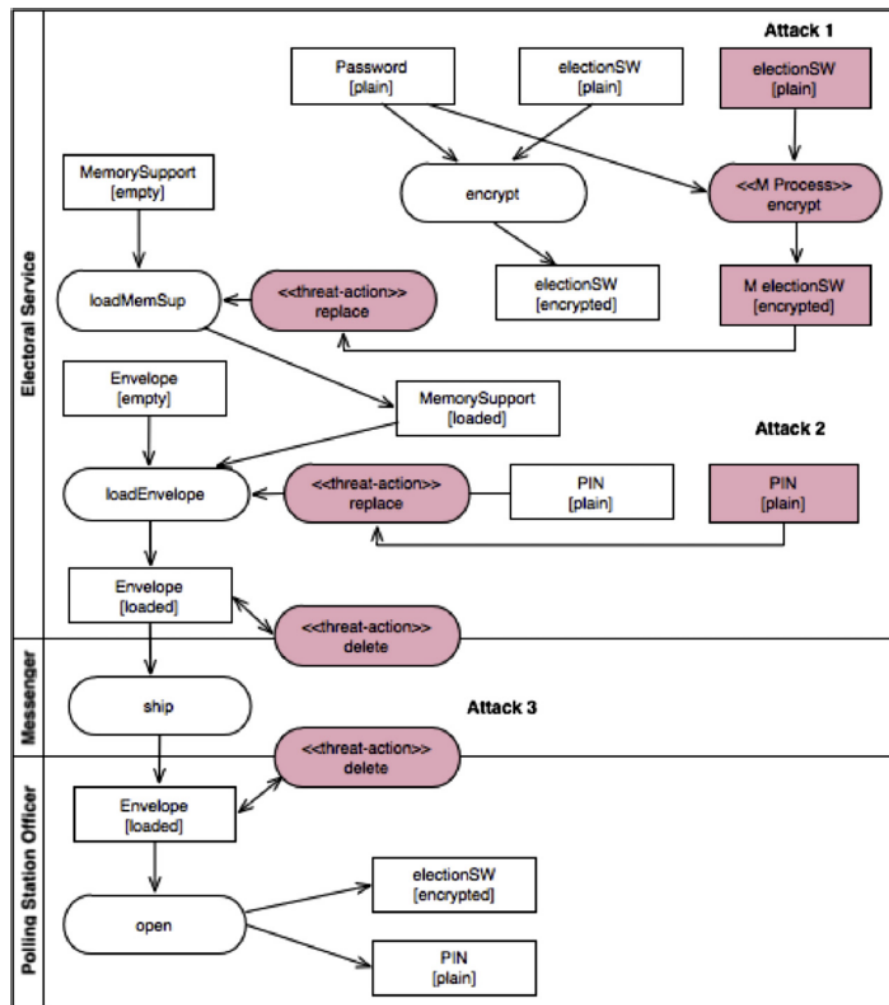 Attack 1
Password
[plain]
electionSW
[plain]
electionSW
[plain]
MemorySupport
[empty]
encrypt
<<M Process>>
encrypt
loadMemSup
<<threat-action>>
replace
electionSW
[encrypted]
M electionSW
[encrypted]
Electoral Service
Envelope
[empty]
MemorySupport
[loaded]
Attack 2
loadEnvelope
<<threat-action>>
replace
PIN
[plain]
PIN
[plain]
Envelope
[loaded]
<<threat-action>>
delete
Messenger
ship
Attack 3
<<threat-action>>
delete
Polling Station Officer
Envelope
[loaded]
open
electionSW
[encrypted]
PIN
[plain]